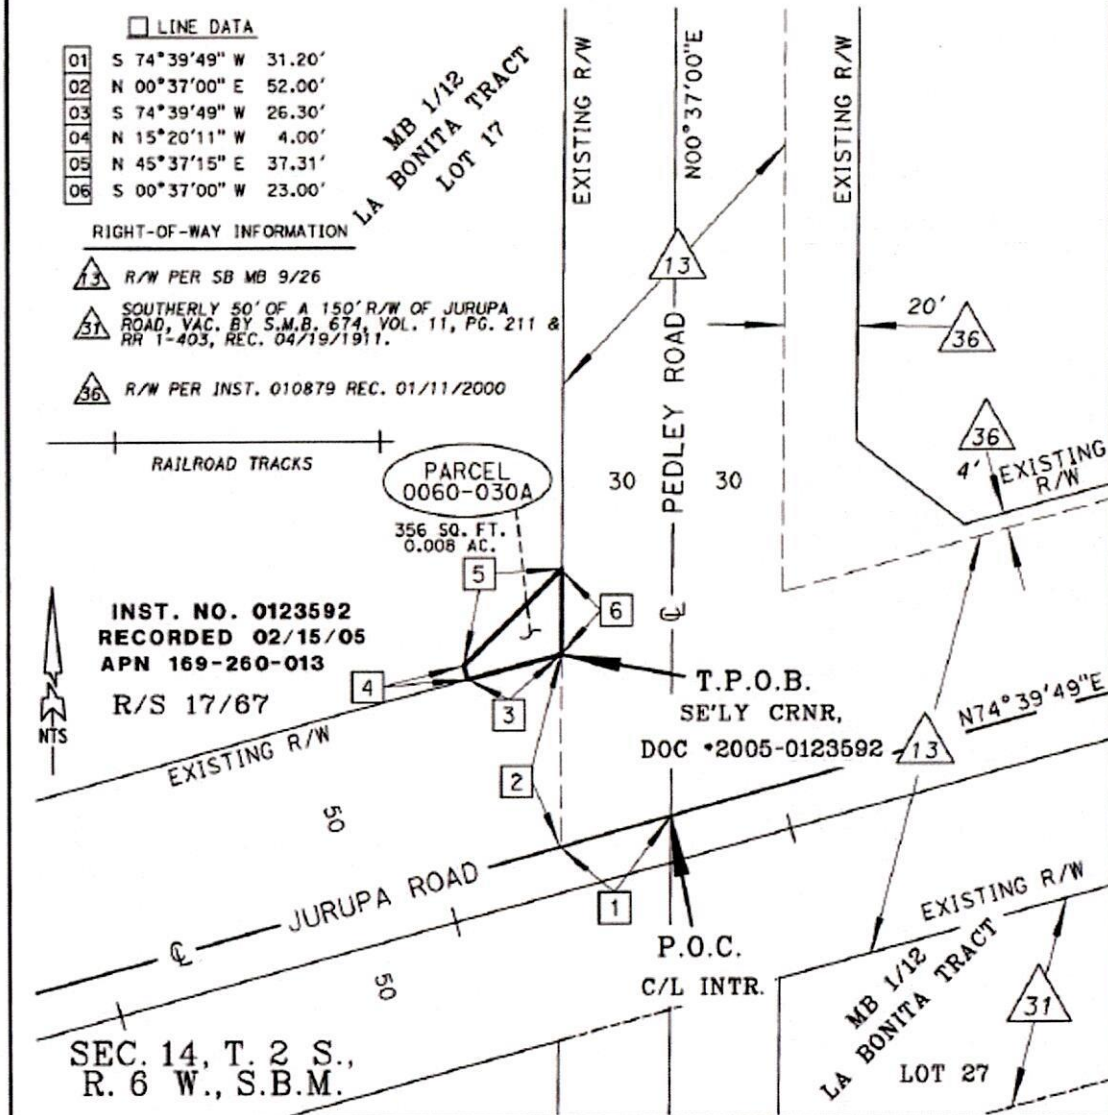 □ LINE DATA
01 S 74°39'49" W 31.20'
02 N 00°37'00" E 52.00'
03 S 74°39'49" W 26.30'
04 N 15°20'11" W 4.00'
05 N 45°37'15" E 37.31'
06 S 00°37'00" W 23.00'
RIGHT-OF-WAY INFORMATION
13 R/W PER SB MB 9/26
31 SOUTHERLY 50' OF A 150' R/W OF JURUPA
ROAD, VAC. BY S.M.B. 674, VOL. 11, PG. 211 &
RR 1-403, REC. 04/19/1911.
36 R/W PER INST. 010879 REC. 01/11/2000
RAILROAD TRACKS
MB 1/12
LA BONITA TRACT
LOT 17
EXISTING R/W
N00°37'00"E
EXISTING R/W
13
PEDLEY ROAD
20'
36
36
4'
EXISTING
R/W
PARCEL
0060-030A
356 SQ. FT.
0.008 AC.
30
30
5
6
℄
INST. NO. 0123592
RECORDED 02/15/05
APN 169-260-013
R/S 17/67
N
NTS
4
3
T.P.O.B.
SE'LY CRNR,
DOC *2005-0123592
N74°39'49"E
13
EXISTING R/W
2
50
JURUPA ROAD
℄
1
P.O.C.
C/L INTR.
EXISTING R/W
50
MB 1/12
LA BONITA TRACT
LOT 27
31
SEC. 14, T. 2 S.,
R. 6 W., S.B.M.